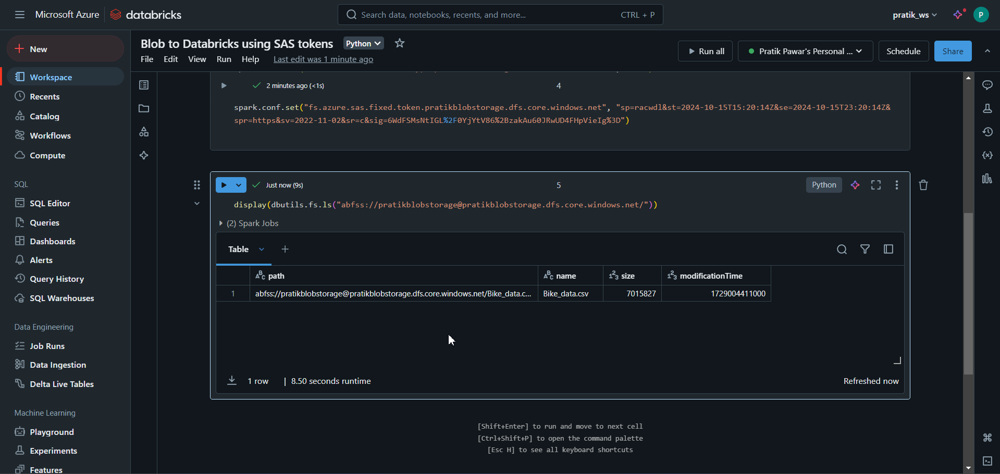 Microsoft Azure databricks
Search data, notebooks, recents, and more... CTRL + P
pratik_ws P
New
Workspace
Recents
Catalog
Workflows
Compute
SQL
SQL Editor
Queries
Dashboards
Alerts
Query History
SQL Warehouses
Data Engineering
Job Runs
Data Ingestion
Delta Live Tables
Machine Learning
Playground
Experiments
Features
Blob to Databricks using SAS tokens Python
File Edit View Run Help Last edit was 1 minute ago
Run all Pratik Pawar's Personal ... Schedule Share
2 minutes ago (<1s) 4
spark.conf.set("fs.azure.sas.fixed.token.pratikblobstorage.dfs.core.windows.net", "sp=racwdl&st=2024-10-15T15:20:14Z&se=2024-10-15T23:20:14Z&
spr=https&sv=2022-11-02&sr=c&sig=6WdFSMsNtIGL%2F0YjYtV86%2BzakAu60JRwUD4FHpVieIg%3D")
Just now (9s) 5 Python
display(dbutils.fs.ls("abfss://pratikblobstorage@pratikblobstorage.dfs.core.windows.net/"))
(2) Spark Jobs
Table
path name size modificationTime
1 abfss://pratikblobstorage@pratikblobstorage.dfs.core.windows.net/Bike_data.c... Bike_data.csv 7015827 1729004411000
1 row | 8.50 seconds runtime Refreshed now
[Shift+Enter] to run and move to next cell
[Ctrl+Shift+P] to open the command palette
[Esc H] to see all keyboard shortcuts